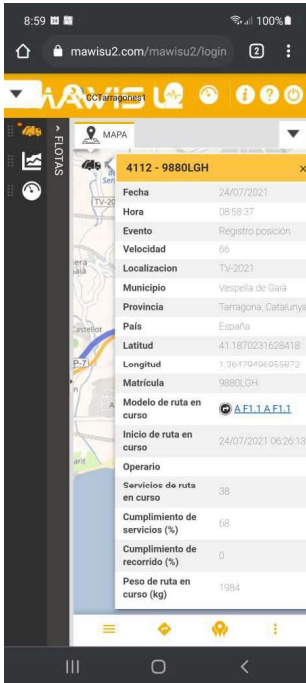 8:59
100%
mawisu2.com/mawisu2/login
2
MAWIS U2
CCTarragones1
FLOTAS
MAPA
4112 - 9880LGH
Fecha 24/07/2021
Hora 08:58:37
Evento Registro posición
Velocidad 66
Localizacion TV-2021
Municipio Vespella de Gaià
Provincia Tarragona, Catalunya
País España
Latitud 41.1870231628418
Longitud 1.36479496955872
Matrícula 9880LGH
Modelo de ruta en
curso
A F1.1 A F1.1
Inicio de ruta en
curso
24/07/2021 06:26:13
Operario
Servicios de ruta
en curso
38
Cumplimiento de
servicios (%)
68
Cumplimiento de
recorrido (%)
0
Peso de ruta en
curso (kg)
1984